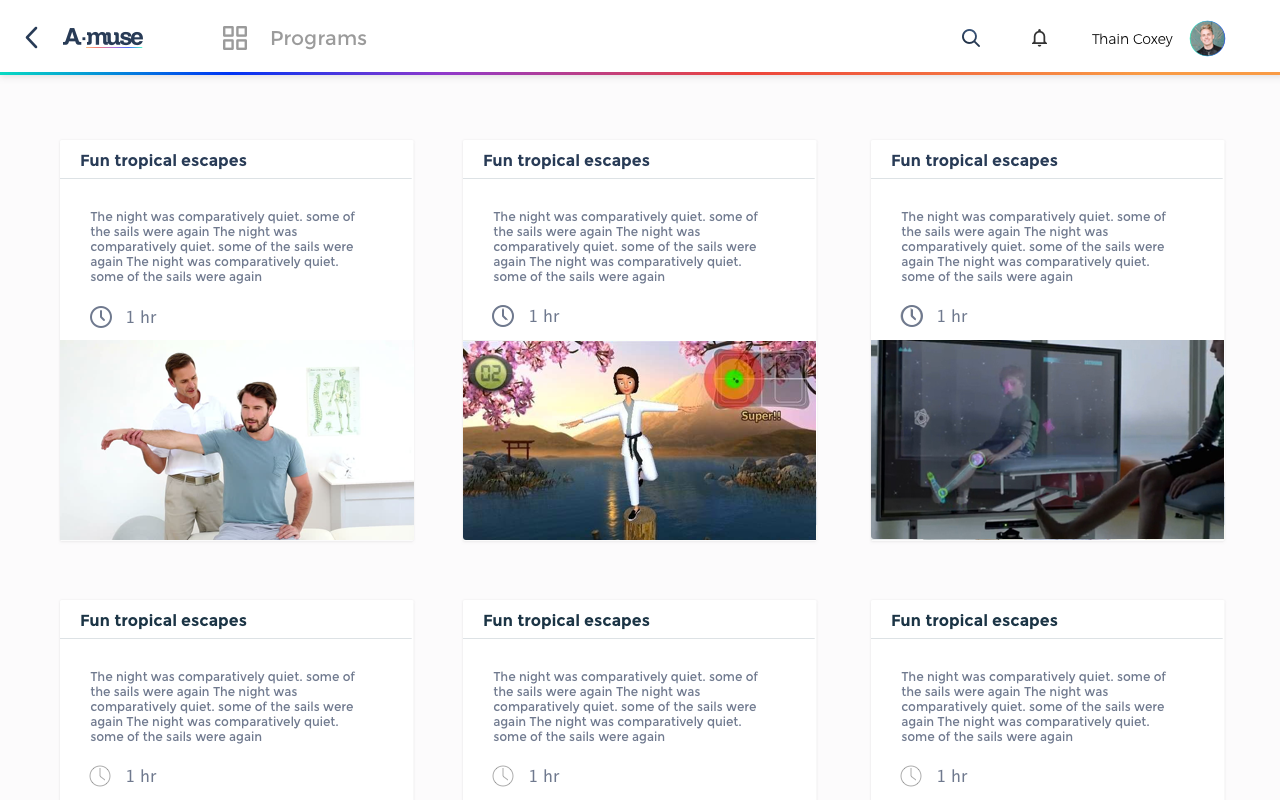 A·muse
Programs
Thain Coxey
Fun tropical escapes
The night was comparatively quiet. some of
the sails were again The night was
comparatively quiet. some of the sails were
again The night was comparatively quiet.
some of the sails were again
1 hr
Fun tropical escapes
The night was comparatively quiet. some of
the sails were again The night was
comparatively quiet. some of the sails were
again The night was comparatively quiet.
some of the sails were again
1 hr
02
Super!!
Fun tropical escapes
The night was comparatively quiet. some of
the sails were again The night was
comparatively quiet. some of the sails were
again The night was comparatively quiet.
some of the sails were again
1 hr
Fun tropical escapes
The night was comparatively quiet. some of
the sails were again The night was
comparatively quiet. some of the sails were
again The night was comparatively quiet.
some of the sails were again
1 hr
Fun tropical escapes
The night was comparatively quiet. some of
the sails were again The night was
comparatively quiet. some of the sails were
again The night was comparatively quiet.
some of the sails were again
1 hr
Fun tropical escapes
The night was comparatively quiet. some of
the sails were again The night was
comparatively quiet. some of the sails were
again The night was comparatively quiet.
some of the sails were again
1 hr